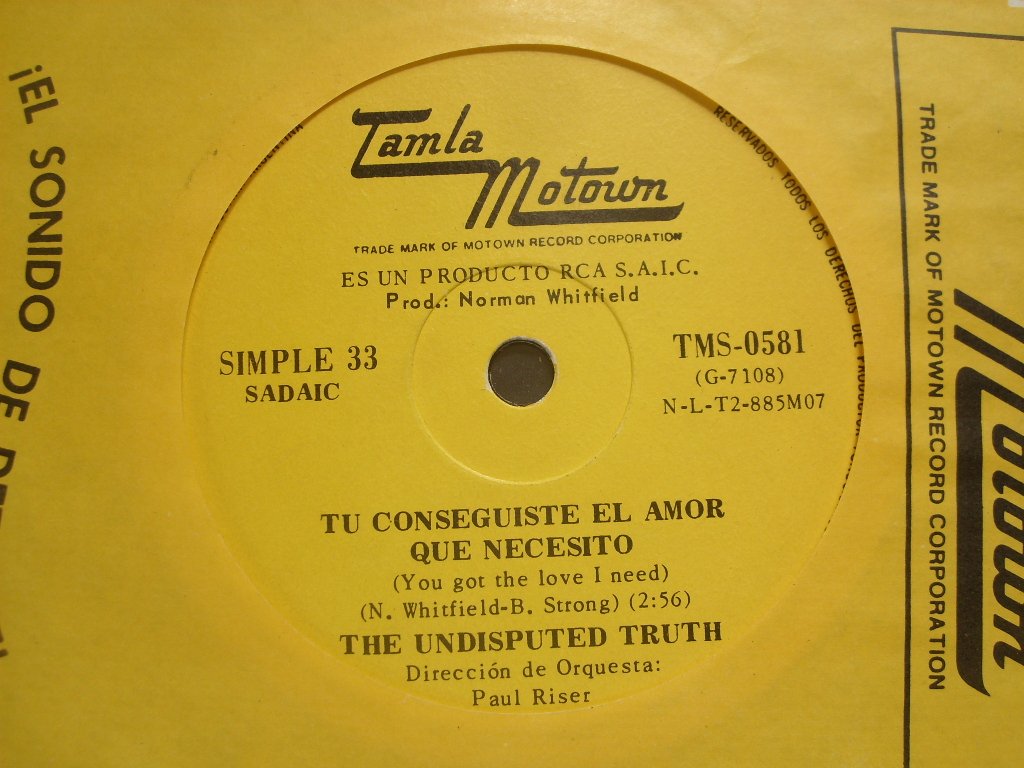 ¡EL SONIDO DE
Tamla
Motown
TRADE MARK OF MOTOWN RECORD CORPORATION
ES UN PRODUCTO RCA S.A.I.C.
Prod.: Norman Whitfield
SIMPLE 33
SADAIC
TMS-0581
(G-7108)
N-L-T2-885M07
TU CONSEGUISTE EL AMOR
QUE NECESITO
(You got the love I need)
(N. Whitfield-B. Strong) (2:56)
THE UNDISPUTED TRUTH
Dirección de Orquesta:
Paul Riser
RESERVADOS TODOS LOS DERECHOS DEL
TRADE MARK OF MOTOWN RECORD CORPORATION
Motown